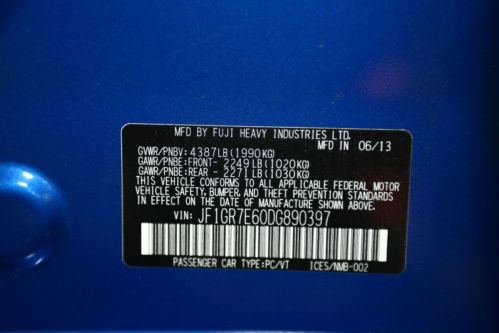 MFD BY FUJI HEAVY INDUSTRIES LTD.
MFD IN 06/13
GVWR/PNBV: 4387LB (1990KG)
GAWR/PNBE:FRONT- 2249LB (1020KG)
GAWR/PNBE:REAR - 2271LB (1030KG)
THIS VEHICLE CONFORMS TO ALL APPLICABLE FEDERAL MOTOR
VEHICLE SAFETY, BUMPER, AND THEFT PREVENTION STANDARDS
IN EFFECT ON THE DATE OF MANUFACTURE SHOWN ABOVE.
VIN: JF1GR7E60DG890397
PASSENGER CAR TYPE:PC/VT ICES/NMB-002